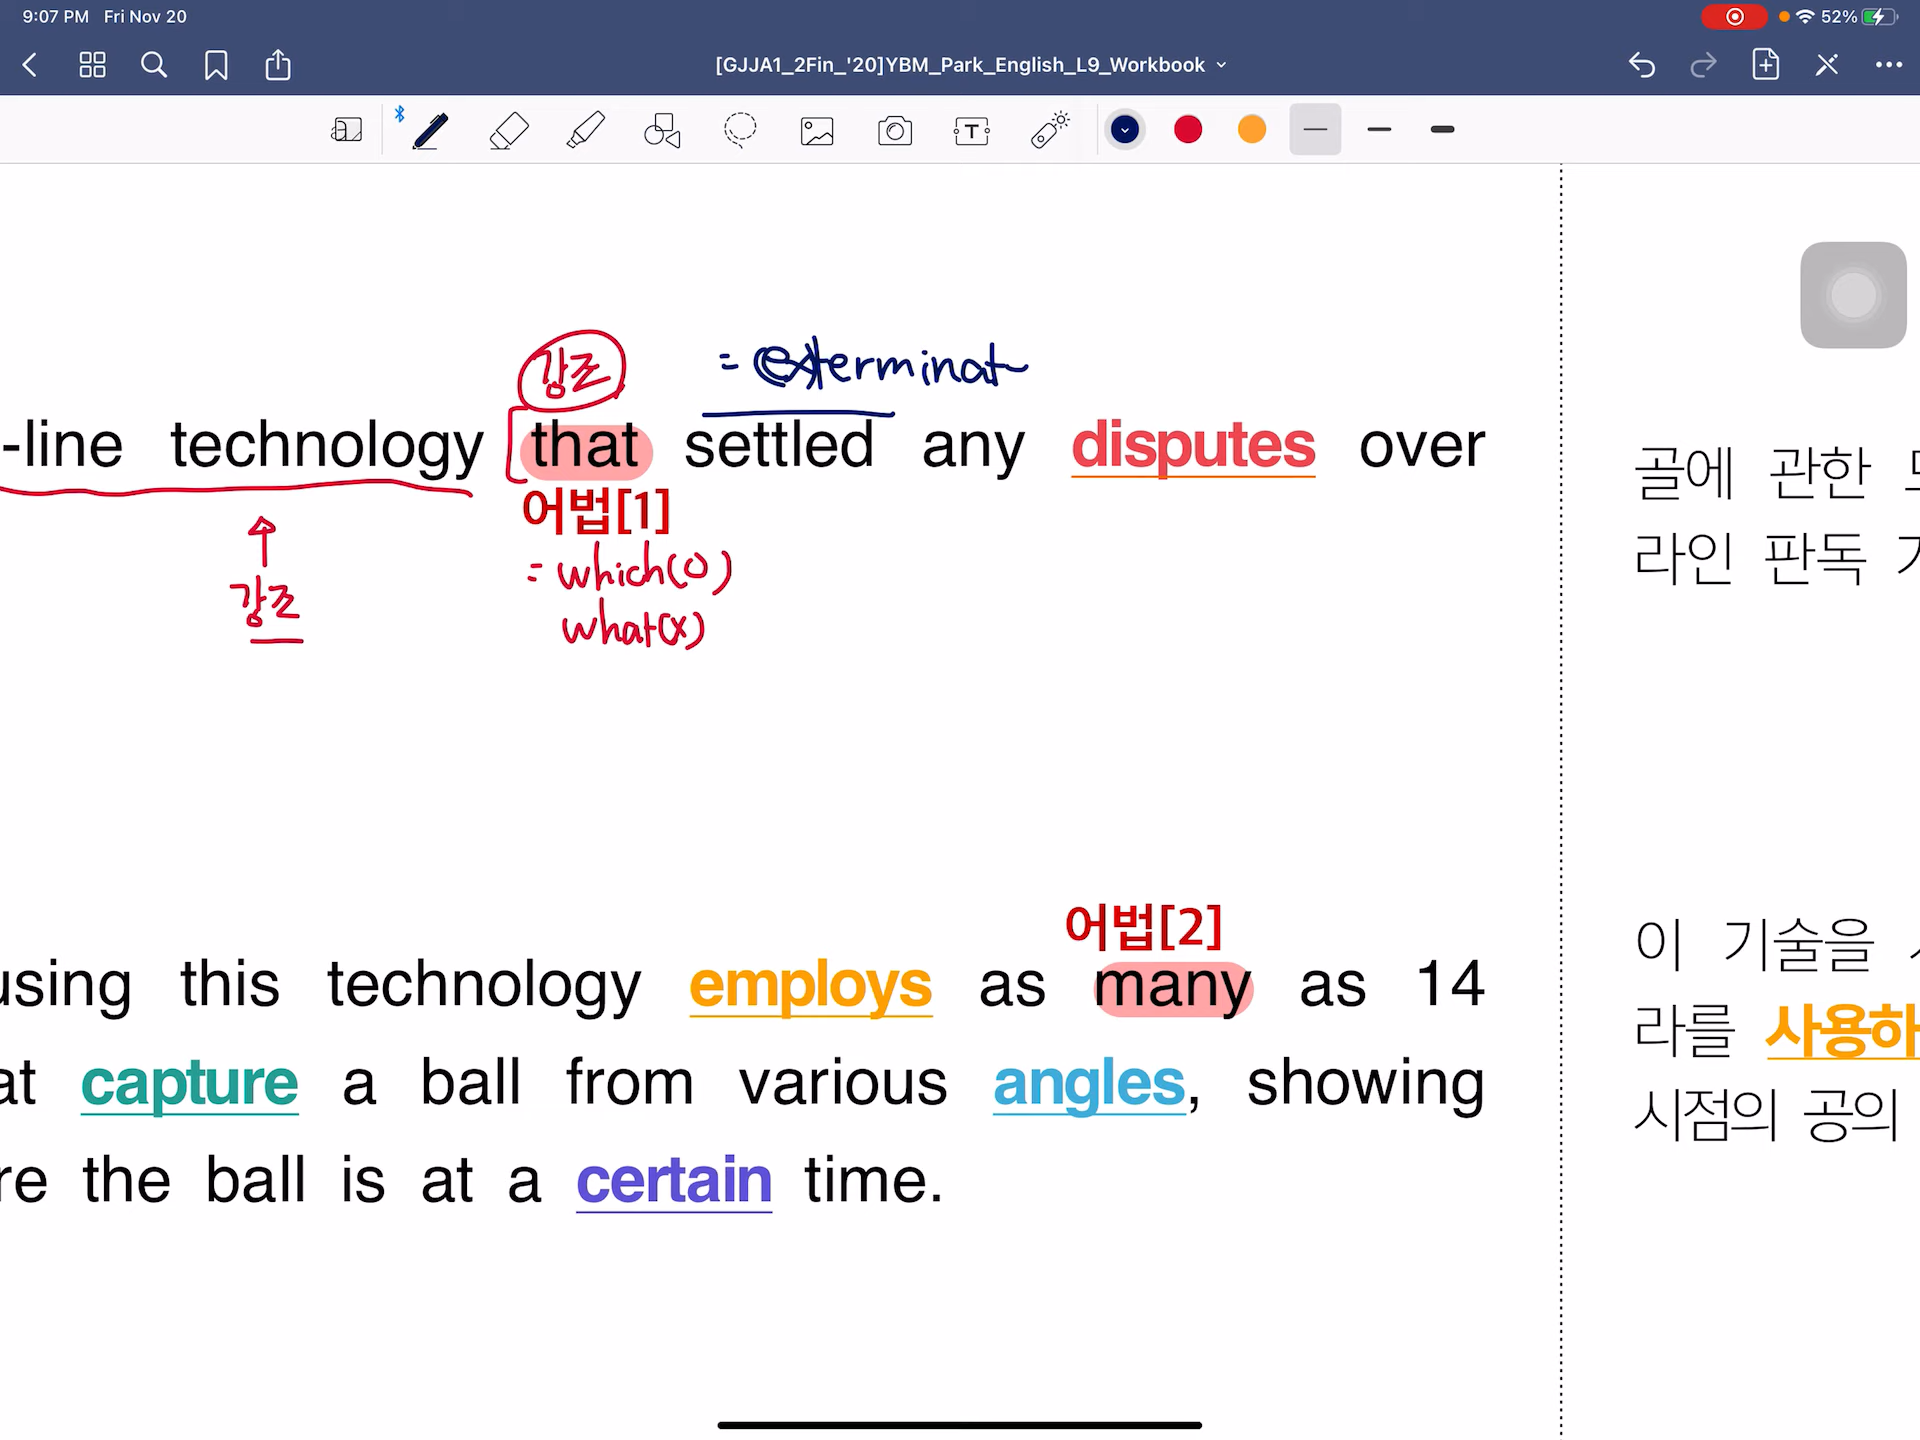 9:07 PM Fri Nov 20
52%
[GJJA1_2Fin_'20]YBM_Park_English_L9_Workbook
강조
= exterminat
-line technology that settled any disputes over
어법[1]
= which(O)
what(X)
강조
어법[2]
using this technology employs as many as 14
at capture a ball from various angles, showing
re the ball is at a certain time.
골에 관한
라인 판독
이 기술을
라를 사용하
시점의 공의